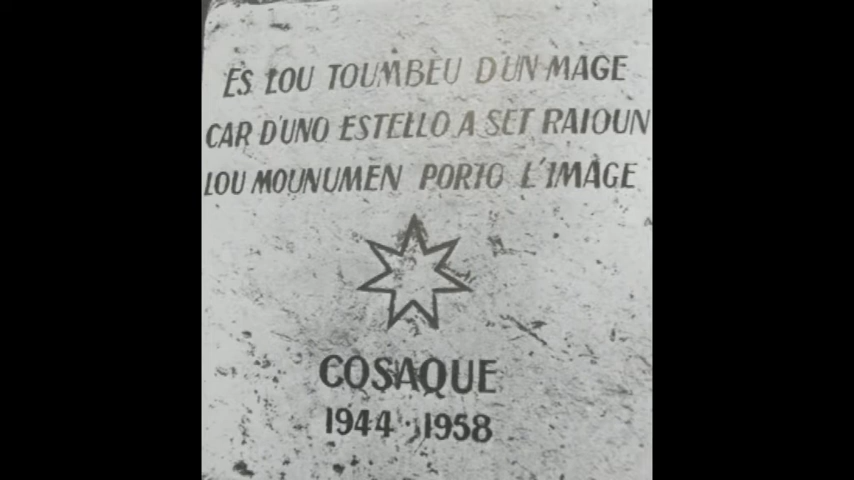 ES LOU TOUMBEU D'UN MAGE
CAR D'UNO ESTELLO A SET RAIOUN
LOU MOUNUMEN PORTO L'IMAGE
COSAQUE
1944 - 1958